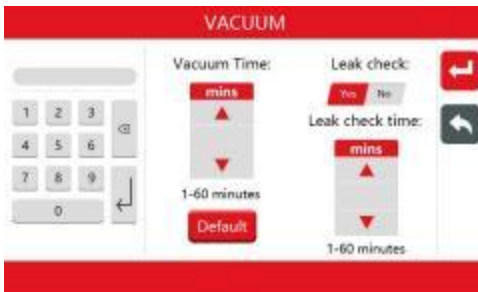 VACUUM
Vacuum Time:
mins
1-60 minutes
Default
Leak check:
Yes No
Leak check time:
mins
1-60 minutes
1 2 3
4 5 6
7 8 9
0